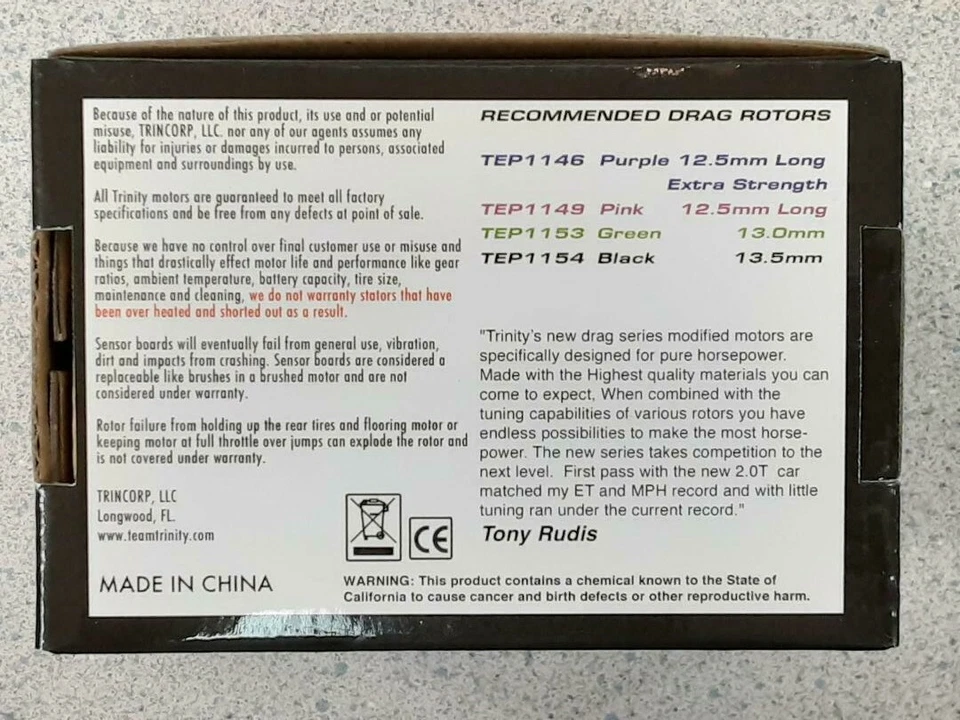 Because of the nature of this product, its use and or potential
misuse, TRINCORP, LLC. nor any of our agents assumes any
liability for injuries or damages incurred to persons, associated
equipment and surroundings by use.
All Trinity motors are guaranteed to meet all factory
specifications and be free from any defects at point of sale.
Because we have no control over final customer use or misuse and
things that drastically effect motor life and performance like gear
ratios, ambient temperature, battery capacity, tire size,
maintenance and cleaning, we do not warranty stators that have
been over heated and shorted out as a result.
Sensor boards will eventually fail from general use, vibration,
dirt and impacts from crashing. Sensor boards are considered a
replaceable like brushes in a brushed motor and are not
considered under warranty.
Rotor failure from holding up the rear tires and flooring motor or
keeping motor at full throttle over jumps can explode the rotor and
is not covered under warranty.
TRINCORP, LLC
Longwood, FL.
www.teamtrinity.com
MADE IN CHINA
RECOMMENDED DRAG ROTORS
TEP1146 Purple 12.5mm Long
Extra Strength
TEP1149 Pink 12.5mm Long
TEP1153 Green 13.0mm
TEP1154 Black 13.5mm
"Trinity's new drag series modified motors are
specifically designed for pure horsepower.
Made with the Highest quality materials you can
come to expect, When combined with the
tuning capabilities of various rotors you have
endless possibilities to make the most horse-
power. The new series takes competition to the
next level. First pass with the new 2.0T car
matched my ET and MPH record and with little
tuning ran under the current record."
Tony Rudis
CE
WARNING: This product contains a chemical known to the State of
California to cause cancer and birth defects or other reproductive harm.